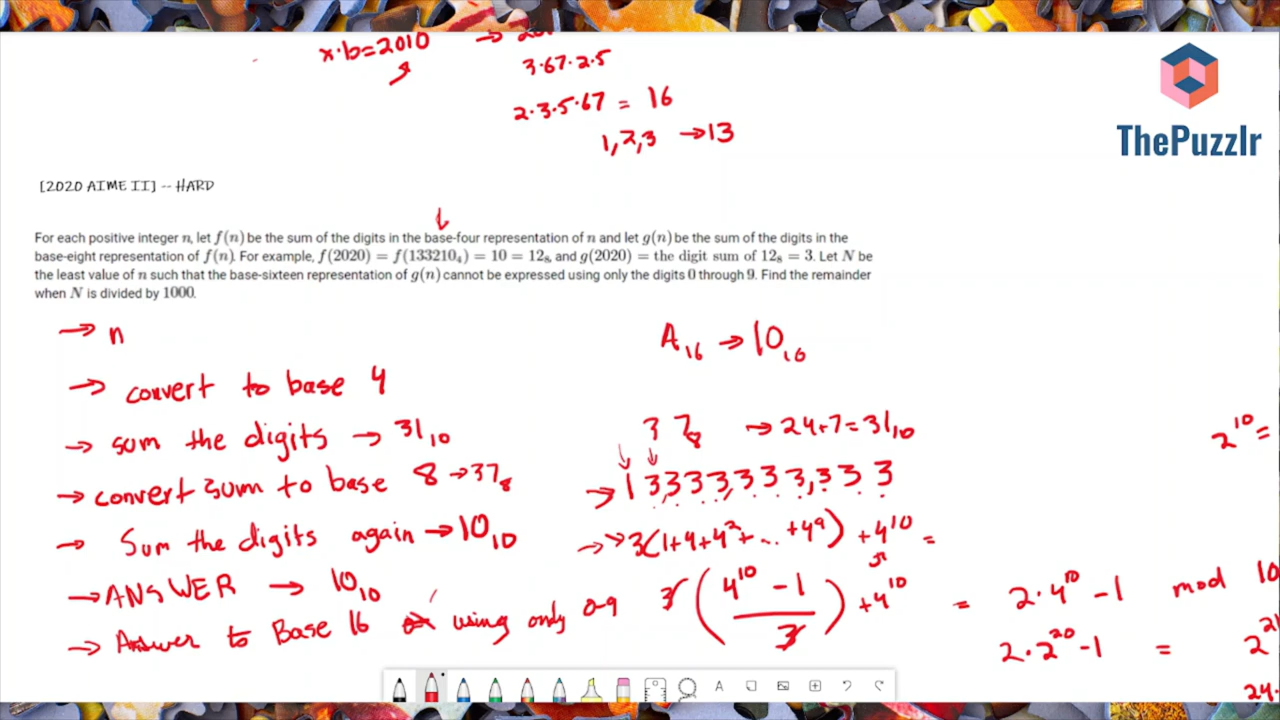 x·b=2010 →
3·67·2·5
2·3·5·67 = 16
1,2,3 →13
ThePuzzlr
[2020 AIME II] -- HARD
For each positive integer n, let f(n) be the sum of the digits in the base-four representation of n and let g(n) be the sum of the digits in the
base-eight representation of f(n). For example, f(2020) = f(133210₄) = 10 = 12₈, and g(2020) = the digit sum of 12₈ = 3. Let N be
the least value of n such that the base-sixteen representation of g(n) cannot be expressed using only the digits 0 through 9. Find the remainder
when N is divided by 1000.
→ n
A₁₆ → 10₁₆
→ convert to base 4
3 7₈ → 24+7=31₁₀
2¹⁰=
→ sum the digits → 31₁₀
→ 1 3,3 3 3,3 3 3,3 3 3
→ convert sum to base 8 → 37₈
→ Sum the digits again → 10₁₀
→ 3(1+4+4²+...+4⁹) +4¹⁰ =
→ ANSWER → 10₁₀
3(4¹⁰ -1 / 3) +4¹⁰ = 2·4¹⁰ -1 mod 10
→ Answer to Base 16 using only 0-9
2·2²⁰ -1 = 2²
24·
A